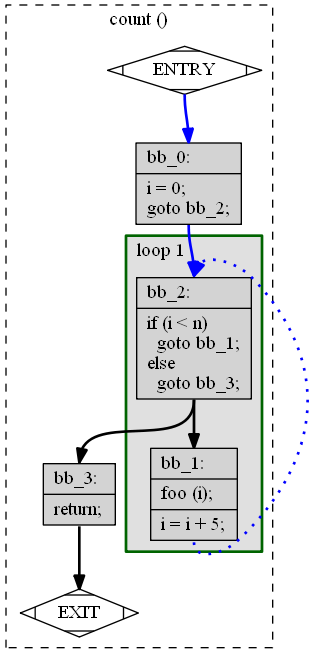 count ()
ENTRY
bb_0:
i = 0;
goto bb_2;
loop 1
bb_2:
if (i < n)
  goto bb_1;
else
  goto bb_3;
bb_3:
return;
bb_1:
foo (i);
i = i + 5;
EXIT